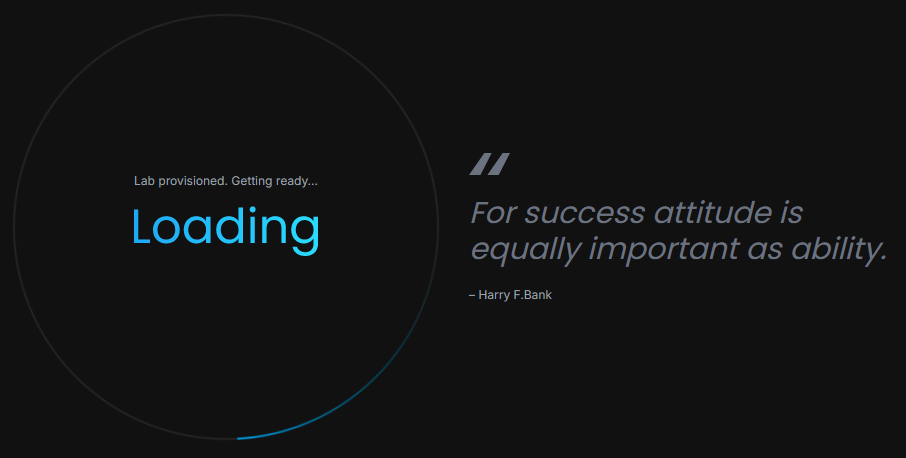 Lab provisioned. Getting ready...
Loading
For success attitude is
equally important as ability.
– Harry F.Bank